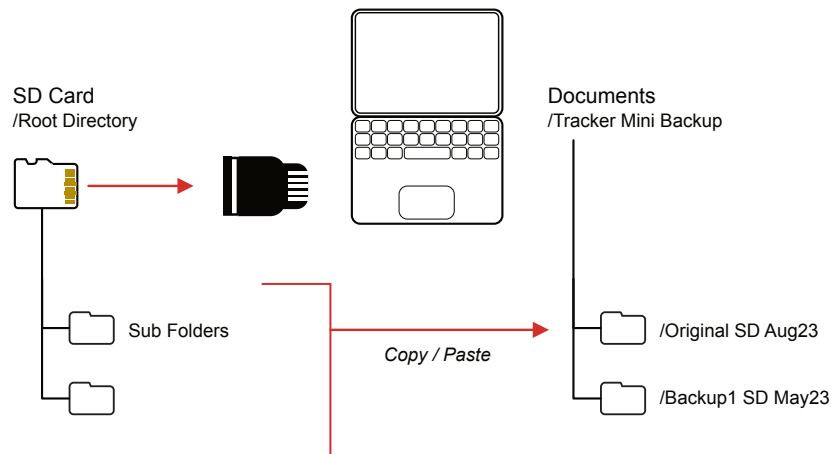 SD Card
/Root Directory
Documents
/Tracker Mini Backup
Sub Folders
Copy / Paste
/Original SD Aug23
/Backup1 SD May23